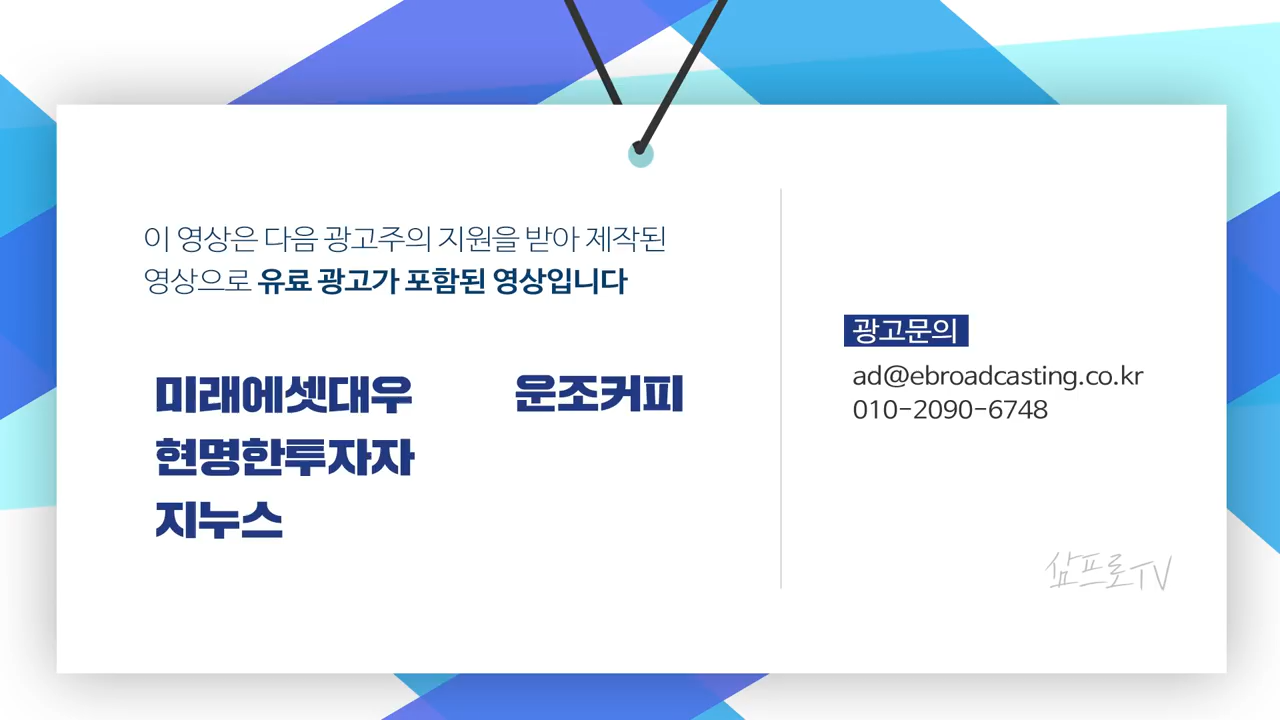 이 영상은 다음 광고주의 지원을 받아 제작된
영상으로 유료 광고가 포함된 영상입니다
미래에셋대우 운조커피
현명한투자자
지누스
광고문의
ad@ebroadcasting.co.kr
010-2090-6748
삼프로TV